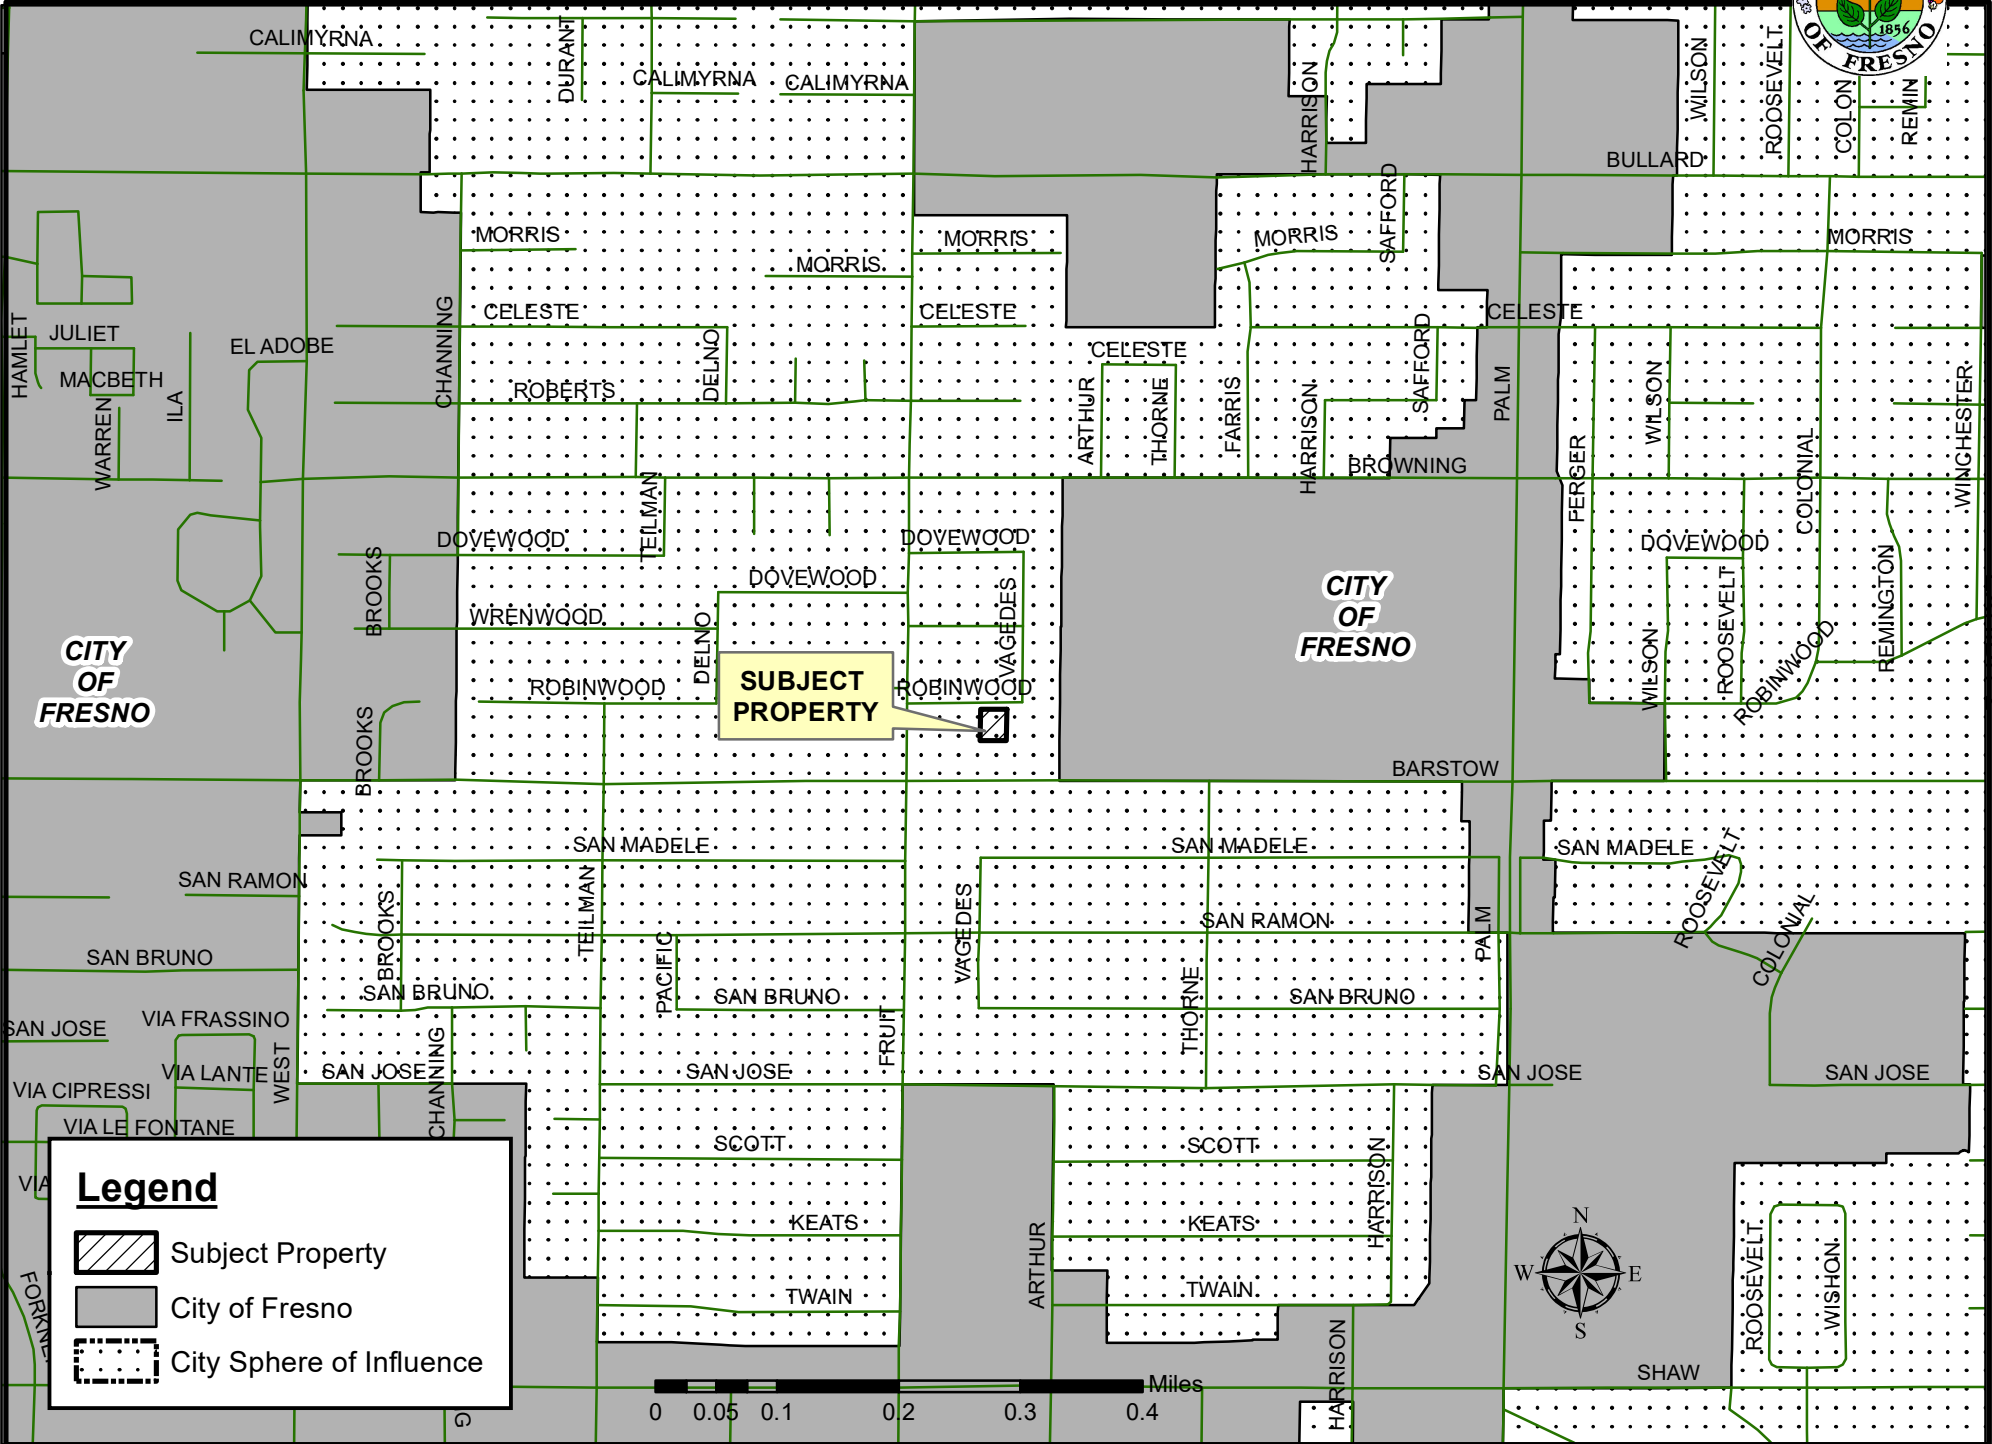 CALIMYRNA
DURANT
CALIMYRNA
CALIMYRNA
HARRISON
WILSON
ROOSEVELT
COLON
REMIN
1856
OF FRESNO
BULLARD
MORRIS
MORRIS
MORRIS
MORRIS
SAFFORD
MORRIS
HAMLET
JULIET
MACBETH
WARREN
ILA
EL ADOBE
CHANNING
CELESTE
ROBERTS
DELNO
CELESTE
CELESTE
ARTHUR
THORNE
FARRIS
HARRISON
SAFFORD
CELESTE
PALM
BROWNING
FERGER
WILSON
COLONIAL
WINCHESTER
TEILMAN
DOVEWOOD
BROOKS
WRENWOOD
DOVEWOOD
DELNO
DOVEWOOD
VAGEDES
ROBINWOOD
ROBINWOOD
SUBJECT
PROPERTY
CITY
OF
FRESNO
CITY
OF
FRESNO
DOVEWOOD
WILSON
ROOSEVELT
ROBINWOOD
REMINGTON
BROOKS
BARSTOW
SAN MADELE
SAN MADELE
SAN MADELE
ROOSEVELT
COLONIAL
SAN RAMON
BROOKS
TEILMAN
PACIFIC
VAGEDES
SAN RAMON
PALM
SAN BRUNO
SAN BRUNO
SAN BRUNO
THORNE
SAN BRUNO
FRUIT
SAN JOSE
VIA FRASSINO
VIA LANTE
WEST
CHANNING
SAN JOSE
SAN JOSE
SAN JOSE
SAN JOSE
VIA CIPRESSI
VIA LE FONTANE
VIA
SCOTT
SCOTT
HARRISON
KEATS
KEATS
ARTHUR
TWAIN
TWAIN
HARRISON
ROOSEVELT
WISHON
SHAW
N
W E
S
Legend
Subject Property
City of Fresno
City Sphere of Influence
G
Miles
0 0.05 0.1 0.2 0.3 0.4